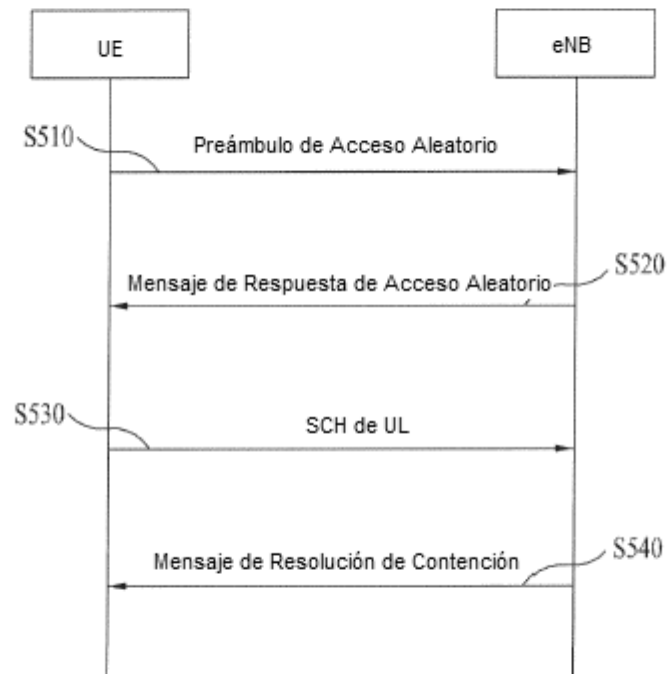 UE
eNB
S510
Preámbulo de Acceso Aleatorio
S520
Mensaje de Respuesta de Acceso Aleatorio
S530
SCH de UL
S540
Mensaje de Resolución de Contención